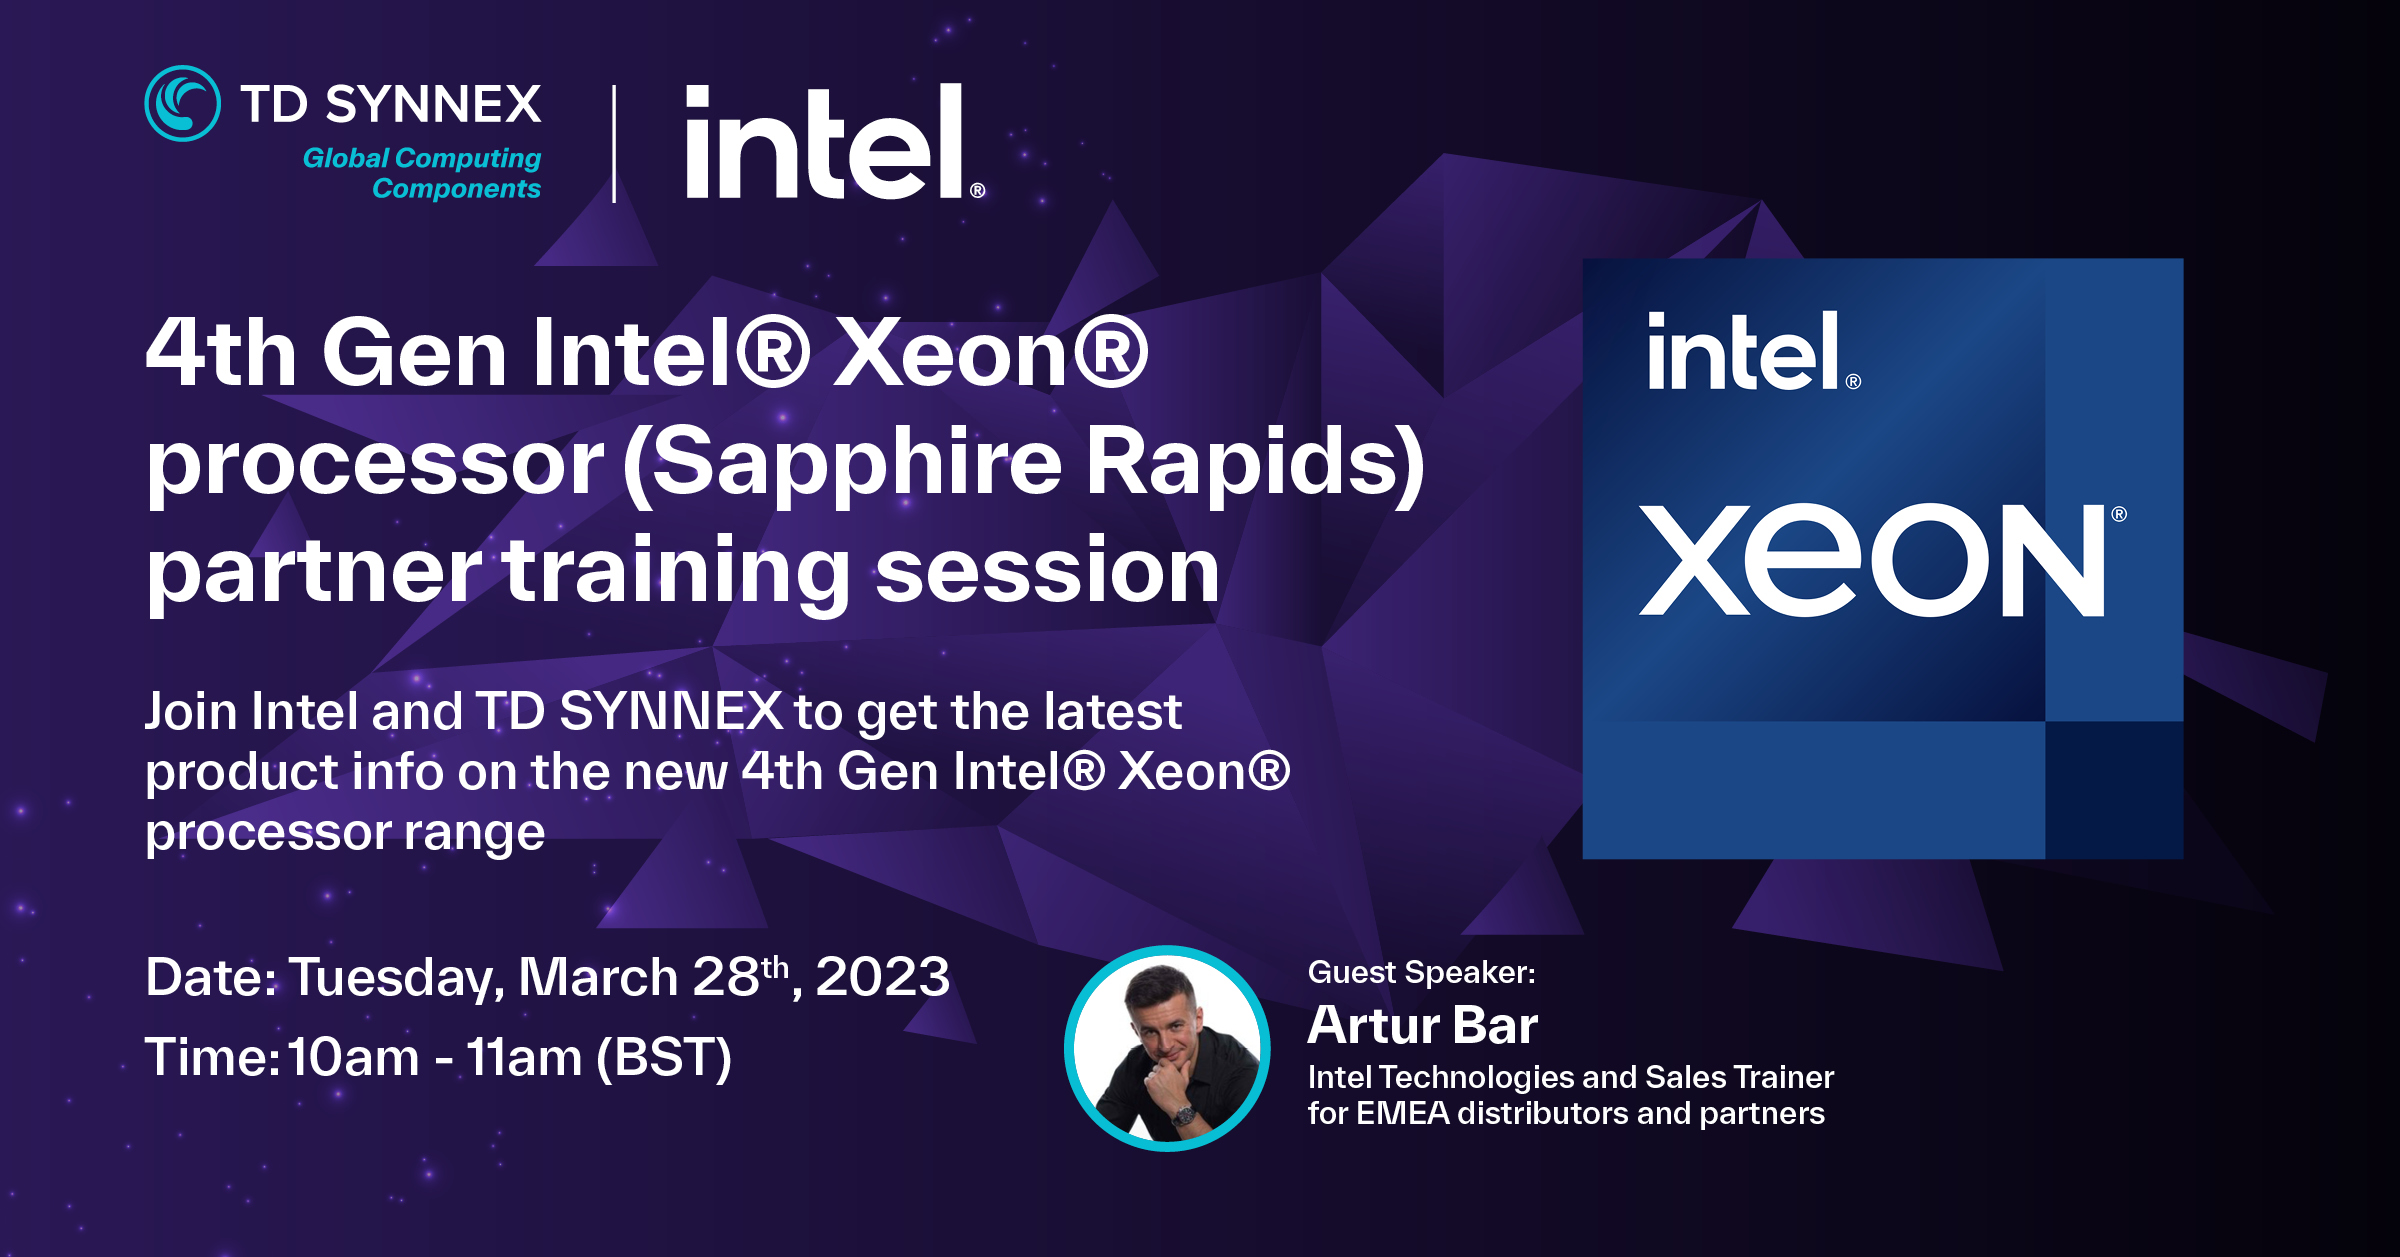 TD SYNNEX
Global Computing
Components
intel®
4th Gen Intel® Xeon®
processor (Sapphire Rapids)
partner training session
intel®
xeon®
Join Intel and TD SYNNEX to get the latest
product info on the new 4th Gen Intel® Xeon®
processor range
Date: Tuesday, March 28th, 2023
Time: 10am - 11am (BST)
Guest Speaker:
Artur Bar
Intel Technologies and Sales Trainer
for EMEA distributors and partners